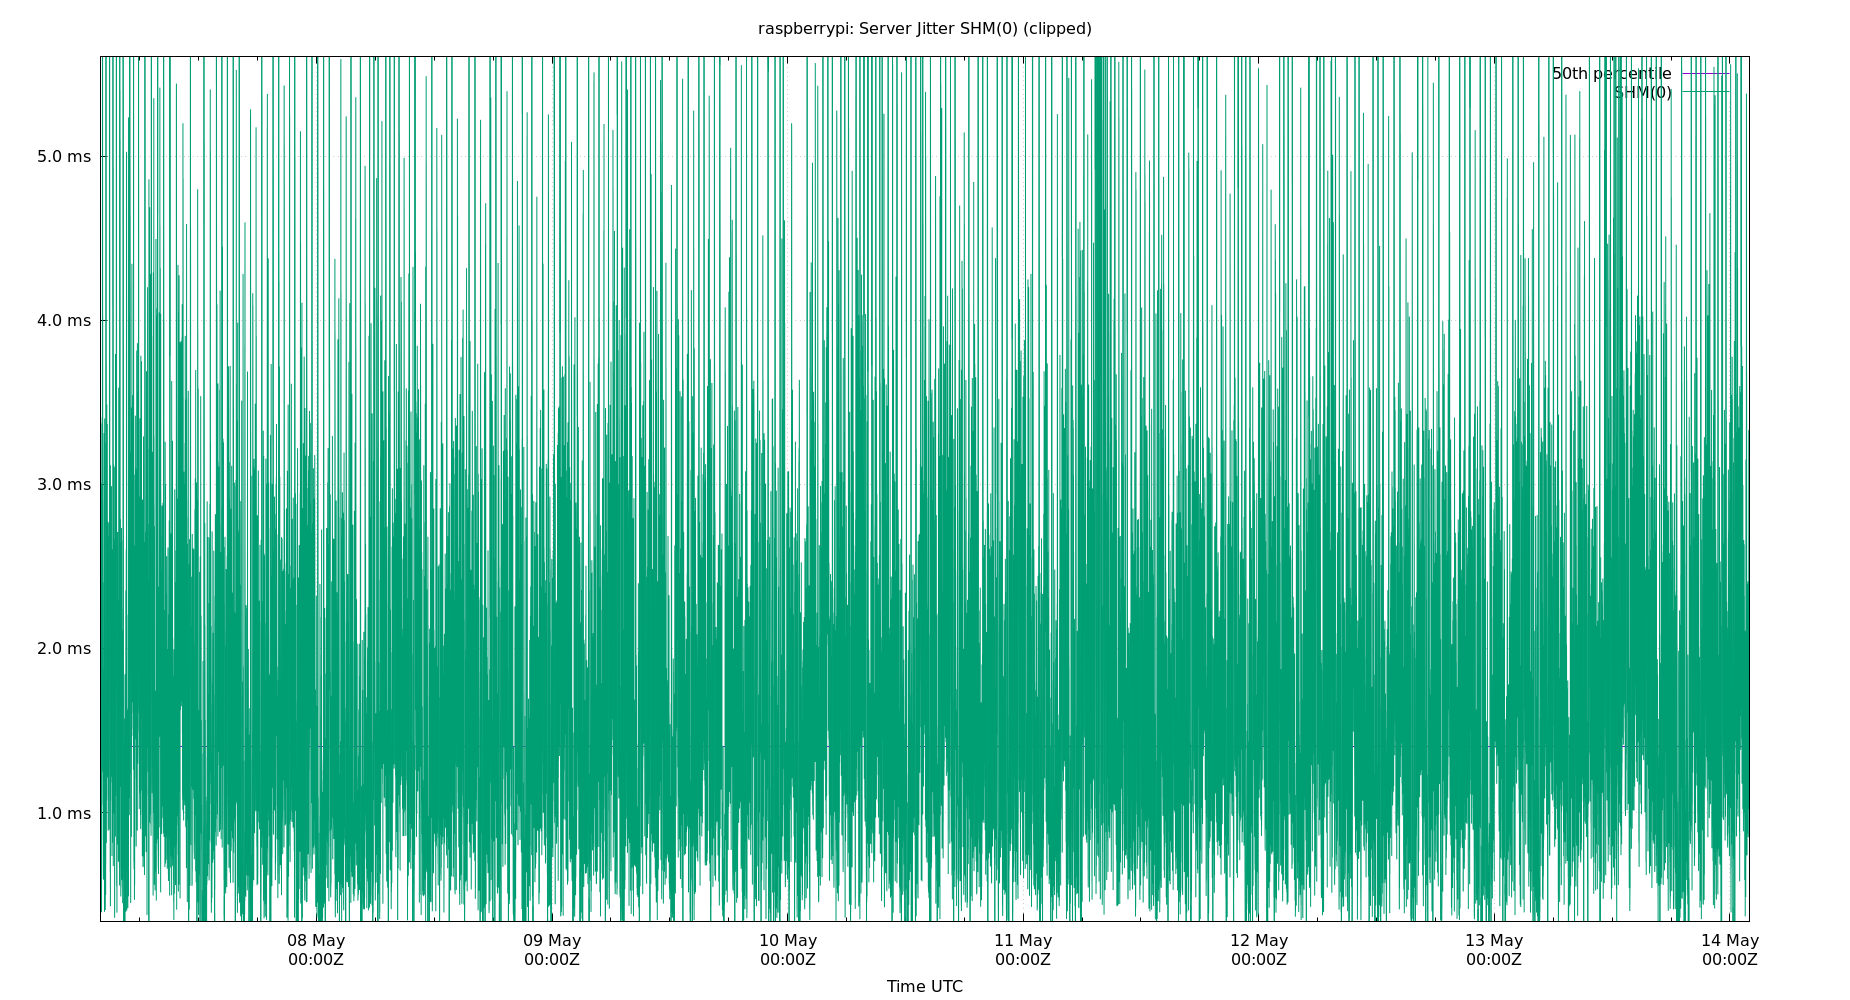 raspberrypi: Server Jitter SHM(0) (clipped)
50th percentile
SHM(0)
5.0 ms
4.0 ms
3.0 ms
2.0 ms
1.0 ms
08 May 09 May 10 May 11 May 12 May 13 May 14 May
00:00Z 00:00Z 00:00Z 00:00Z 00:00Z 00:00Z 00:00Z
Time UTC